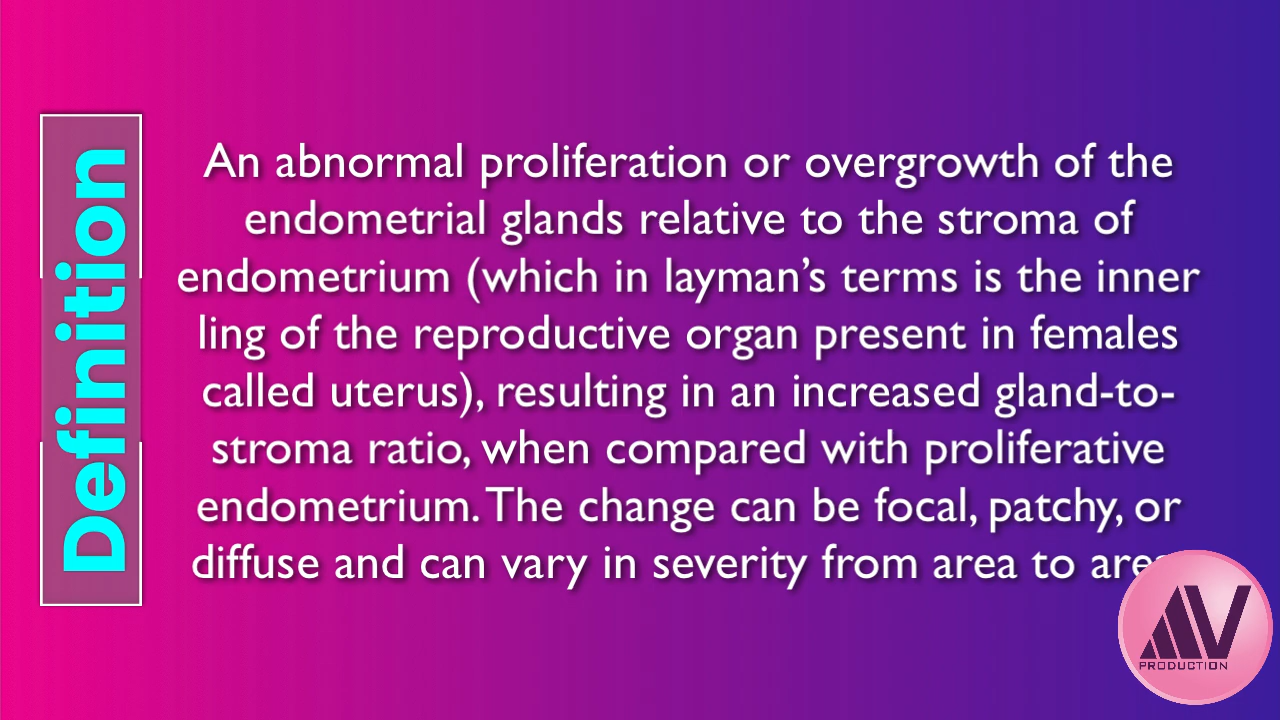 Definition
An abnormal proliferation or overgrowth of the
endometrial glands relative to the stroma of
endometrium (which in layman’s terms is the inner
ling of the reproductive organ present in females
called uterus), resulting in an increased gland-to-
stroma ratio, when compared with proliferative
endometrium. The change can be focal, patchy, or
diffuse and can vary in severity from area to area
AV
PRODUCTION